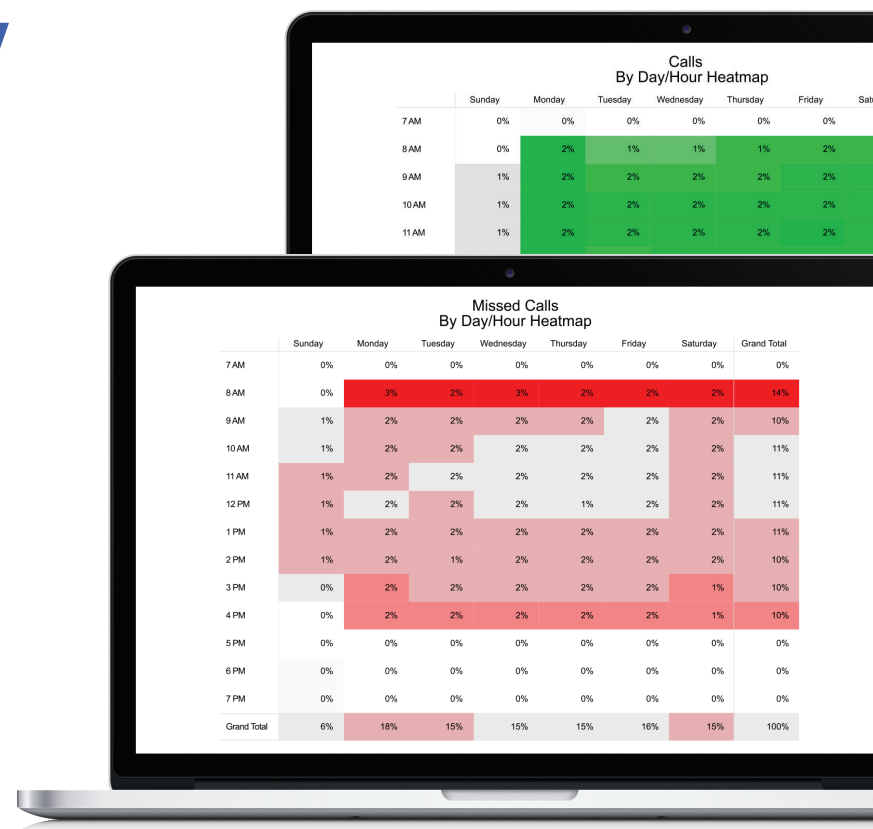 Calls
By Day/Hour Heatmap
Sunday Monday Tuesday Wednesday Thursday Friday Satu
7 AM 0% 0% 0% 0% 0% 0%
8 AM 0% 2% 1% 1% 1% 2%
9 AM 1% 2% 2% 2% 2% 2%
10 AM 1% 2% 2% 2% 2% 2%
11 AM 1% 2% 2% 2% 2% 2%
Missed Calls
By Day/Hour Heatmap
Sunday Monday Tuesday Wednesday Thursday Friday Saturday Grand Total
7 AM 0% 0% 0% 0% 0% 0% 0% 0%
8 AM 0% 3% 2% 3% 2% 2% 2% 14%
9 AM 1% 2% 2% 2% 2% 2% 2% 10%
10 AM 1% 2% 2% 2% 2% 2% 2% 11%
11 AM 1% 2% 2% 2% 2% 2% 2% 11%
12 PM 1% 2% 2% 2% 1% 2% 2% 11%
1 PM 1% 2% 2% 2% 2% 2% 2% 11%
2 PM 1% 2% 1% 2% 2% 2% 2% 10%
3 PM 0% 2% 2% 2% 2% 2% 1% 10%
4 PM 0% 2% 2% 2% 2% 2% 1% 10%
5 PM 0% 0% 0% 0% 0% 0% 0% 0%
6 PM 0% 0% 0% 0% 0% 0% 0% 0%
7 PM 0% 0% 0% 0% 0% 0% 0% 0%
Grand Total 6% 18% 15% 15% 15% 16% 15% 100%